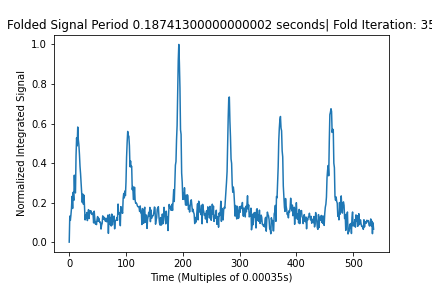 Folded Signal Period 0.18741300000000002 seconds| Fold Iteration: 35
1.0
0.8
0.6
0.4
0.2
0.0
Normalized Integrated Signal
0 100 200 300 400 500
Time (Multiples of 0.00035s)